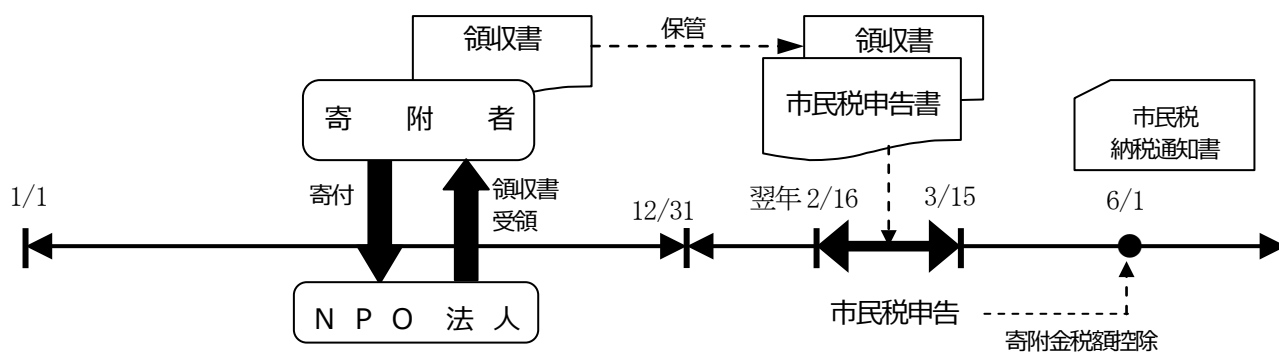 領収書
保管
領収書
寄　附　者
市民税申告書
市民税
納税通知書
寄付
領収書
受領
1/1
12/31
翌年 2/16
3/15
6/1
ＮＰＯ法人
市民税申告
寄附金税額控除